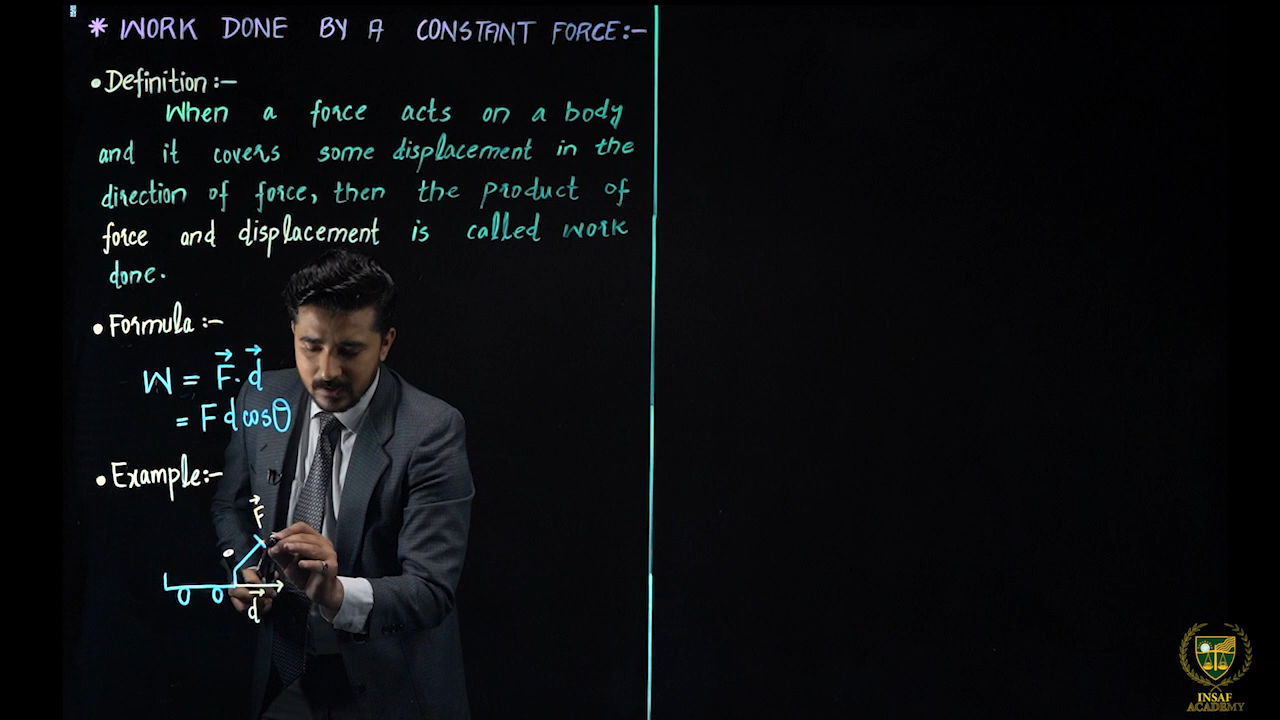 * WORK DONE BY A CONSTANT FORCE:-
• Definition:-
When a force acts on a body
and it covers some displacement in the
direction of force, then the product of
force and displacement is called work
done.
• Formula:-
W = F⃗ · d⃗
= F d cosθ
• Example:-
F⃗
d⃗
INSAF
ACADEMY